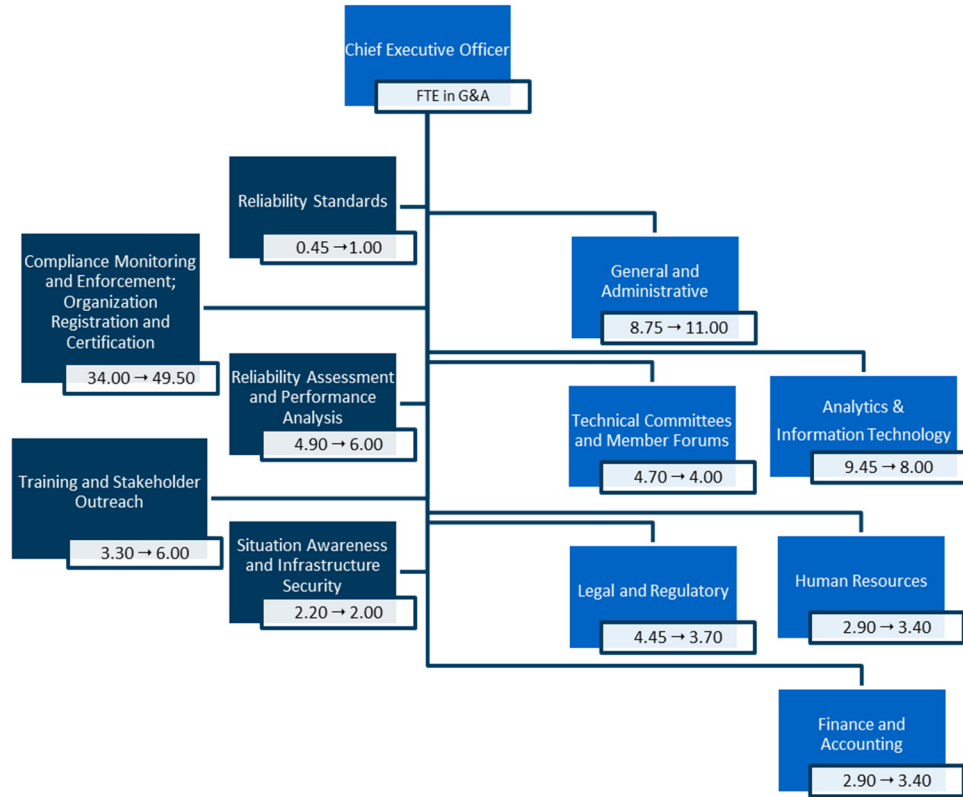 Chief Executive Officer
FTE in G&A
Reliability Standards
0.45 → 1.00
Compliance Monitoring
and Enforcement;
Organization
Registration and
Certification
34.00 → 49.50
General and
Administrative
8.75 → 11.00
Reliability Assessment
and Performance
Analysis
4.90 → 6.00
Technical Committees
and Member Forums
4.70 → 4.00
Analytics &
Information Technology
9.45 → 8.00
Training and Stakeholder
Outreach
3.30 → 6.00
Situation Awareness
and Infrastructure
Security
2.20 → 2.00
Legal and Regulatory
4.45 → 3.70
Human Resources
2.90 → 3.40
Finance and
Accounting
2.90 → 3.40